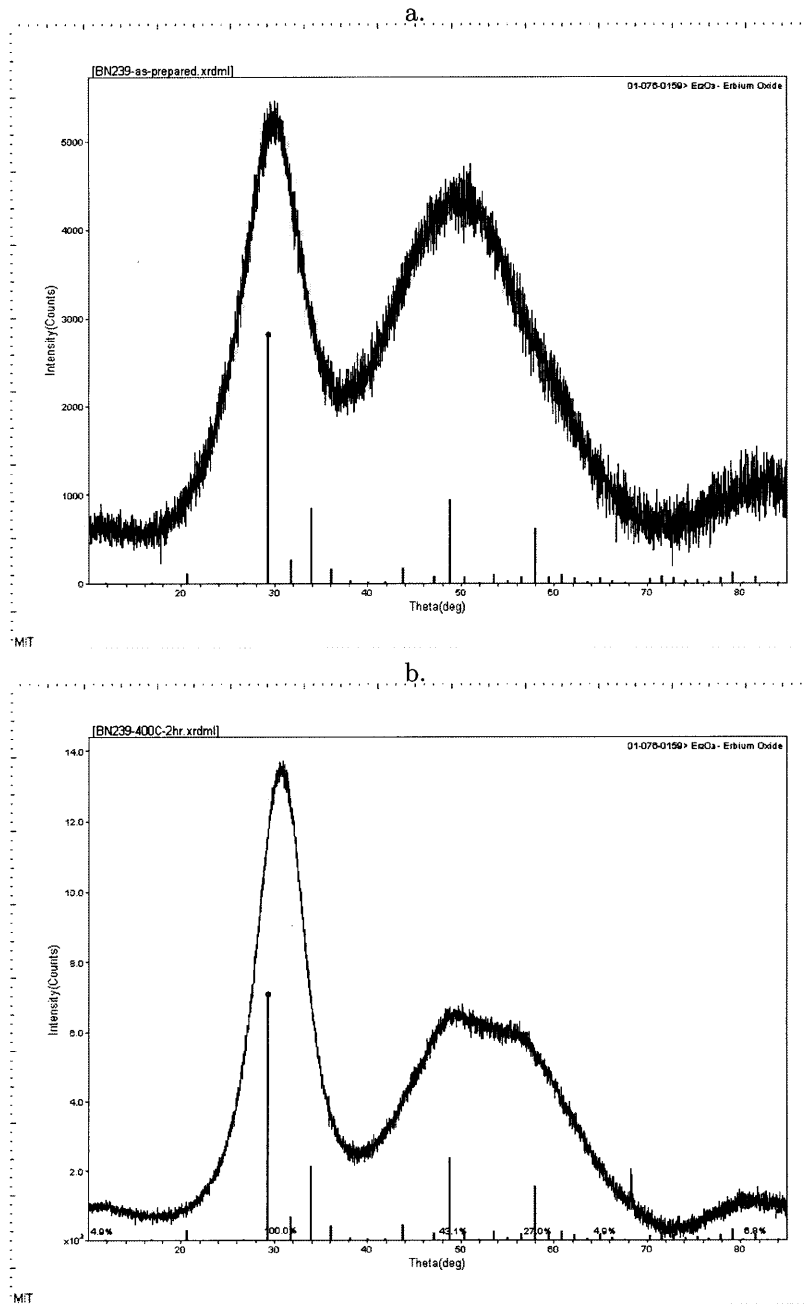 a.
[BN239-as-prepared.xrdml]
01-076-0159> Er2O3 - Erbium Oxide
5000
4000
3000
2000
1000
0
Intensity(Counts)
20 30 40 50 60 70 80
Theta(deg)
MIT
b.
[BN239-400C-2hr.xrdml]
01-076-0159> Er2O3 - Erbium Oxide
14.0
12.0
10.0
8.0
6.0
4.0
2.0
x10³
Intensity(Counts)
4.9% 100.0% 43.1% 27.0% 4.9% 6.8%
20 30 40 50 60 70 80
Theta(deg)
MIT